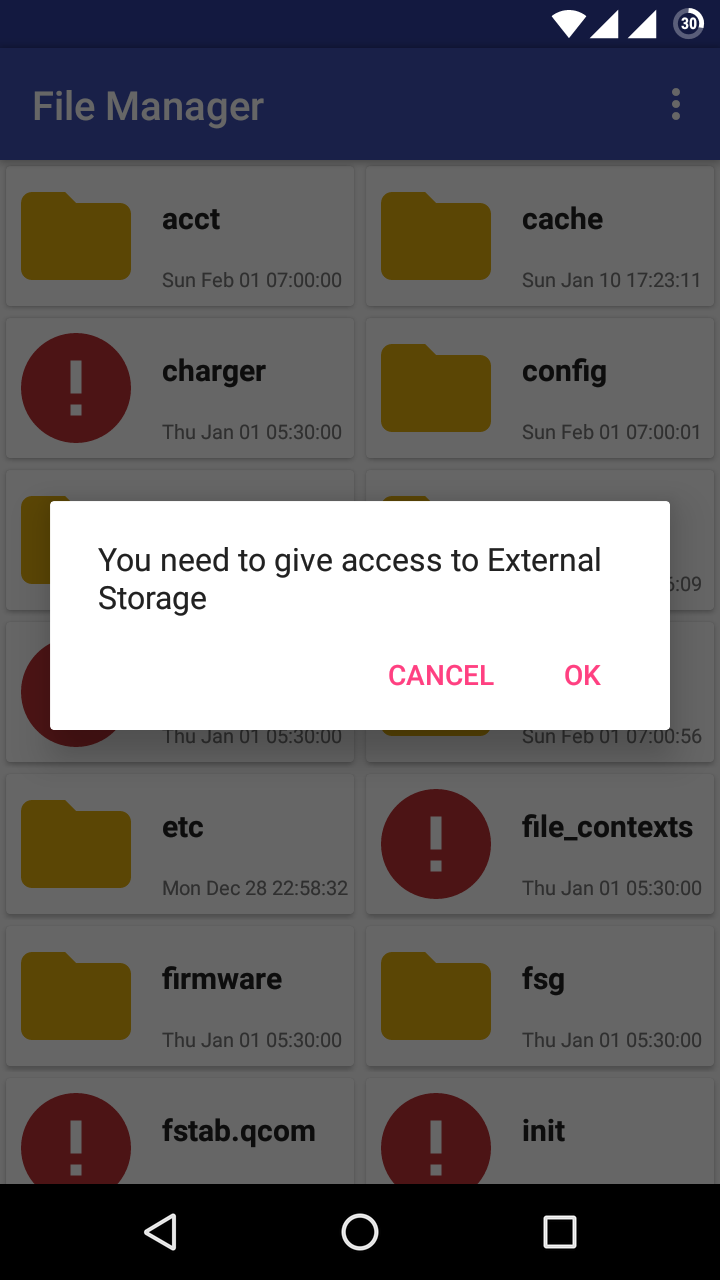 30
File Manager
acct
Sun Feb 01 07:00:00
cache
Sun Jan 10 17:23:11
charger
Thu Jan 01 05:30:00
config
Sun Feb 01 07:00:01
You need to give access to External
Storage
CANCEL OK
Thu Jan 01 05:30:00
Sun Feb 01 07:00:56
etc
Mon Dec 28 22:58:32
file_contexts
Thu Jan 01 05:30:00
firmware
Thu Jan 01 05:30:00
fsg
Thu Jan 01 05:30:00
fstab.qcom
init